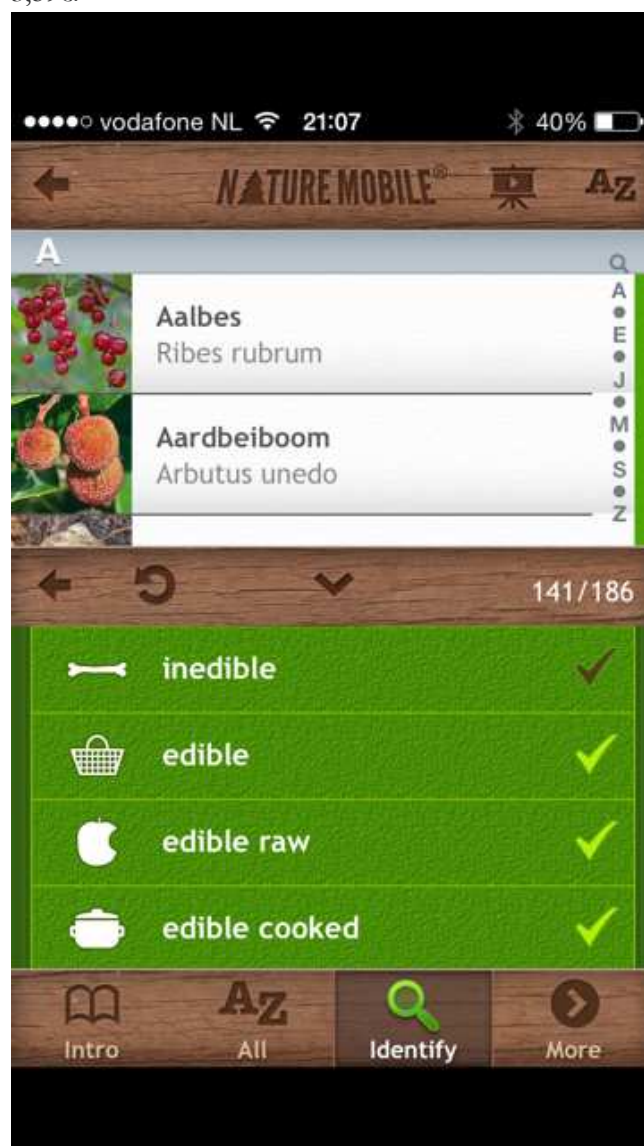 vodafone NL 21:07 40%
NATURE MOBILE® AZ
A
Aalbes
Ribes rubrum
Aardbeiboom
Arbutus unedo
A
E
J
M
S
Z
141/186
inedible
edible
edible raw
edible cooked
AZ
Intro All Identify More